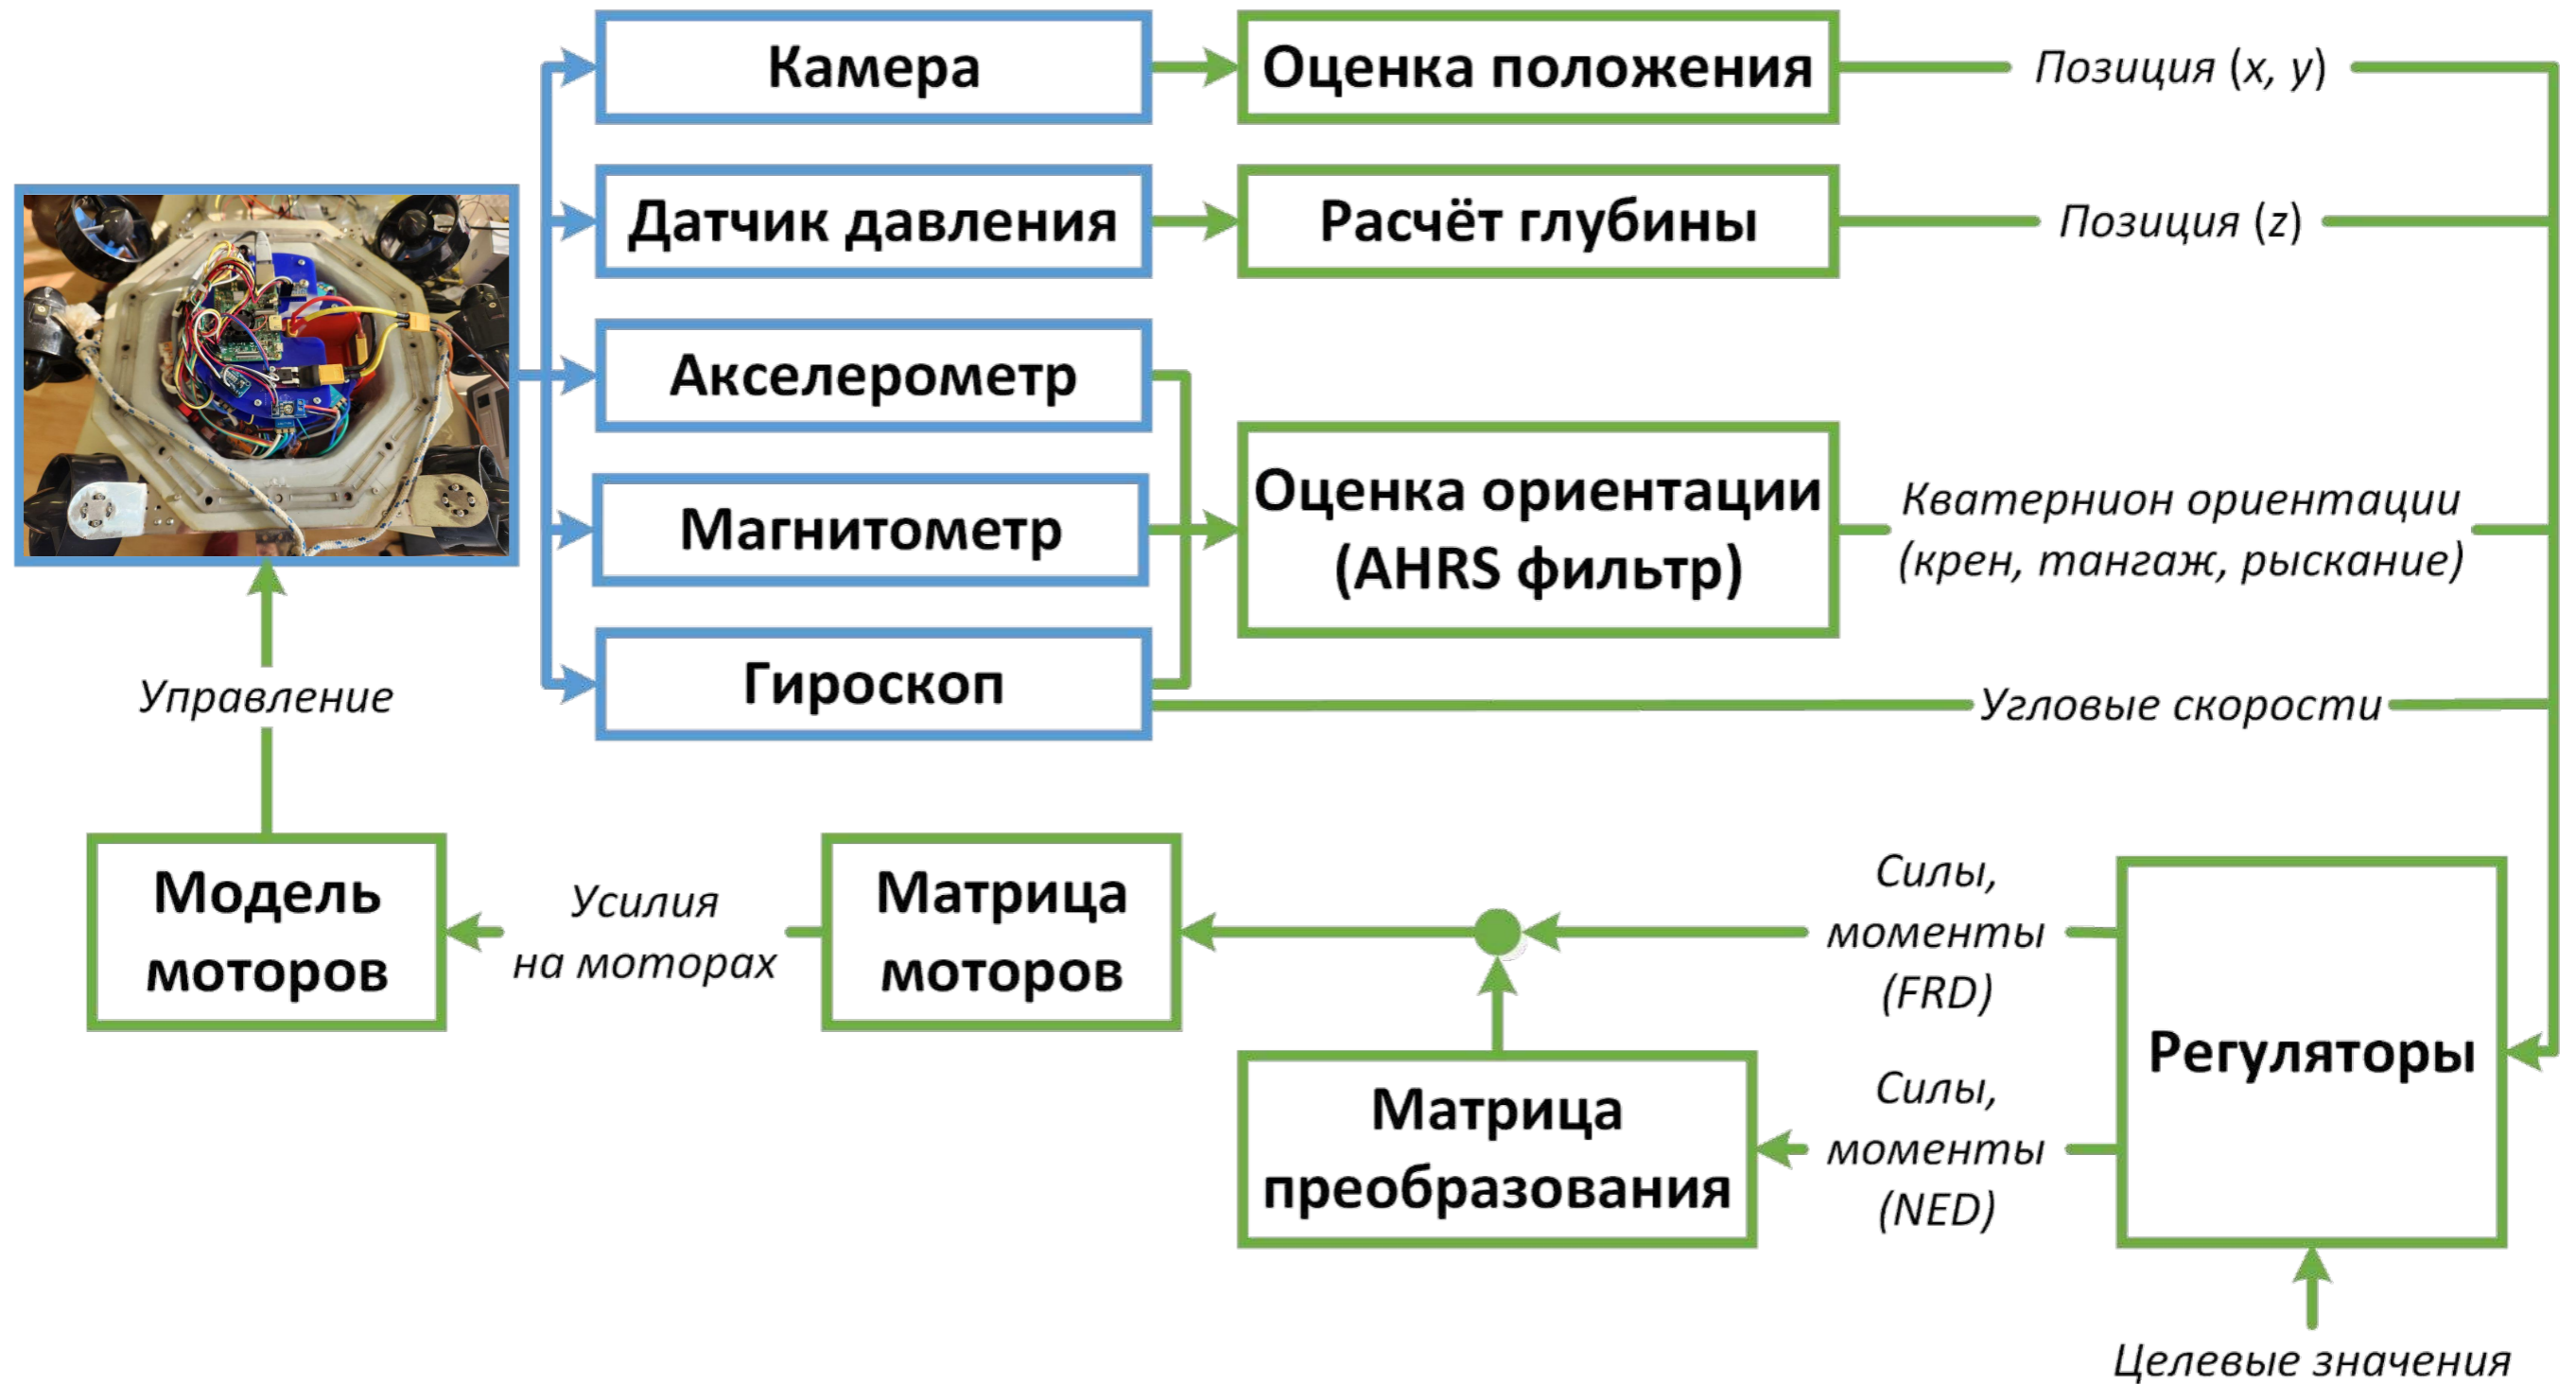 Камера
Оценка положения
Позиция (x, y)
Датчик давления
Расчёт глубины
Позиция (z)
Акселерометр
Магнитометр
Оценка ориентации
(AHRS фильтр)
Кватернион ориентации
(крен, тангаж, рыскание)
Гироскоп
Угловые скорости
Управление
Модель
моторов
Усилия
на моторах
Матрица
моторов
Силы,
моменты
(FRD)
Регуляторы
Матрица
преобразования
Силы,
моменты
(NED)
Целевые значения